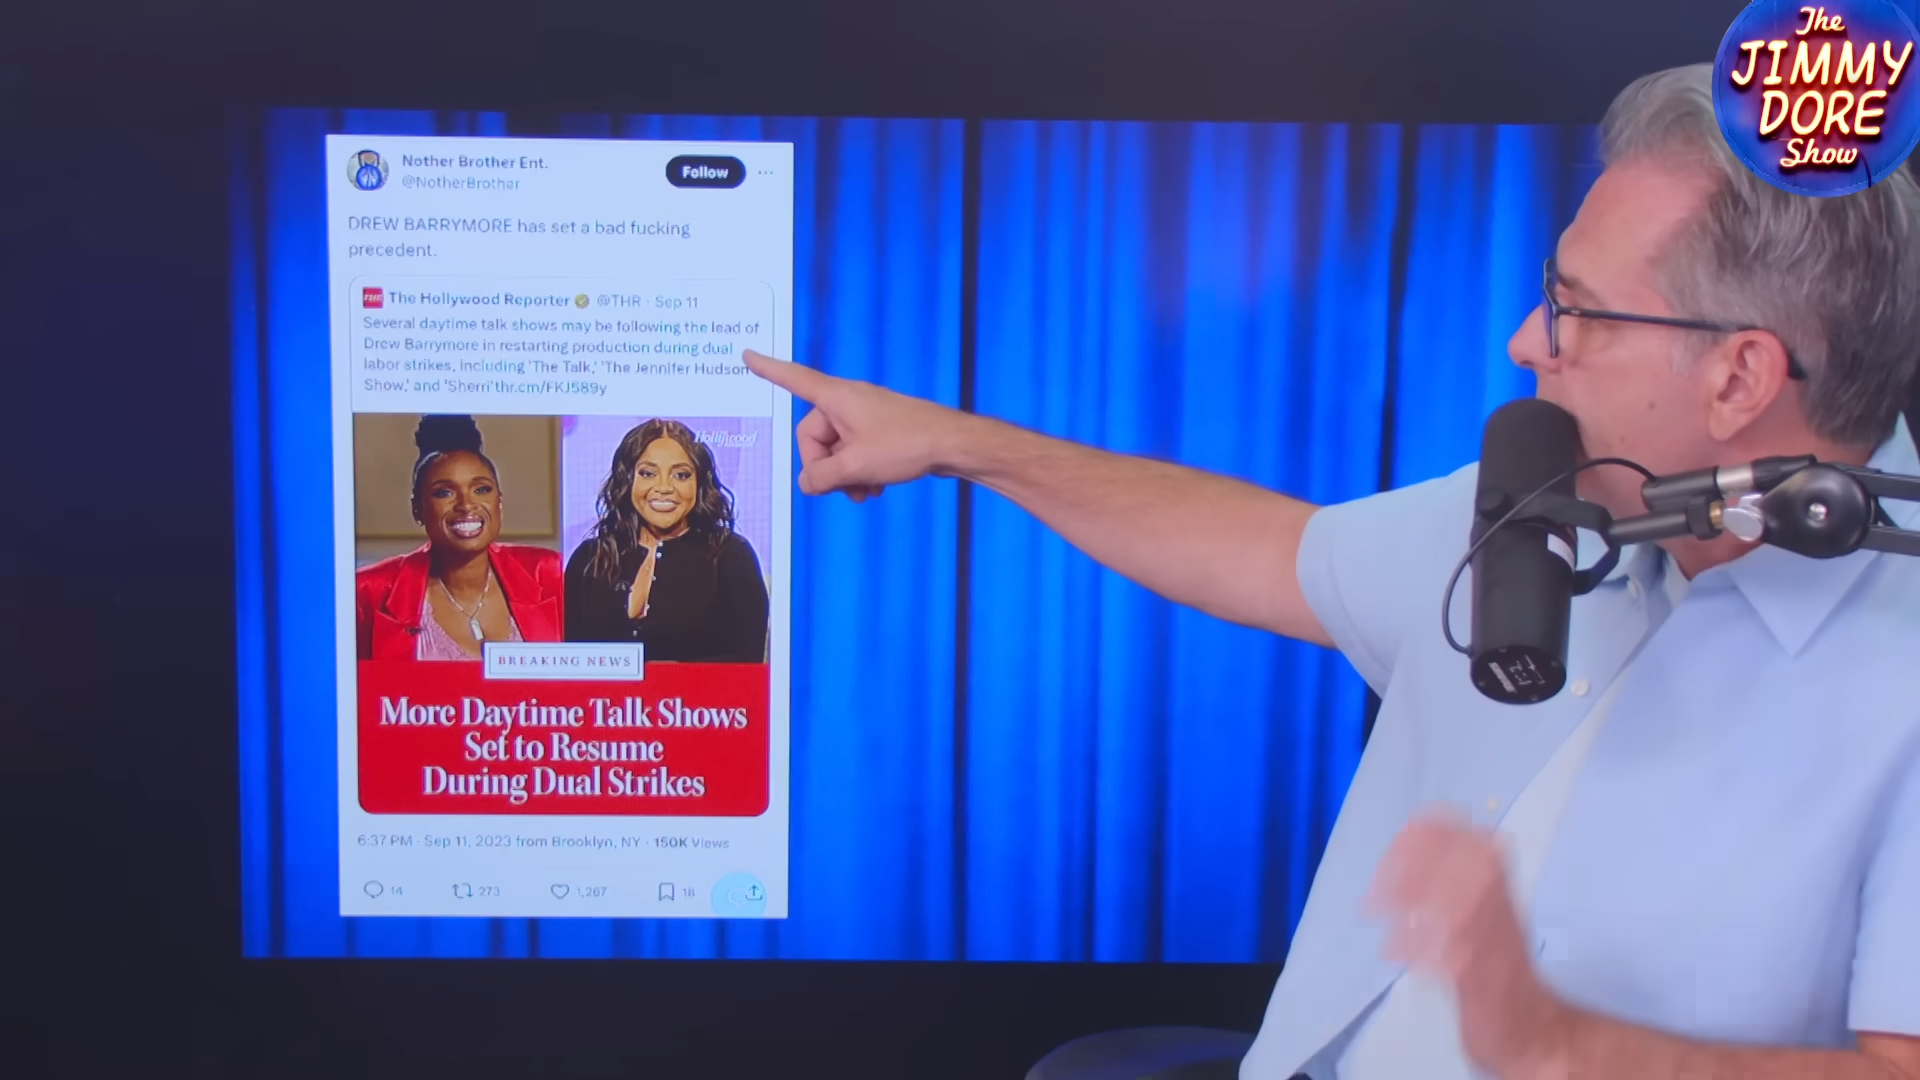 The
JIMMY
DORE
Show
Nother Brother Ent.
@NotherBrother
Follow
DREW BARRYMORE has set a bad fucking
precedent.
THR The Hollywood Reporter @THR · Sep 11
Several daytime talk shows may be following the lead of
Drew Barrymore in restarting production during dual
labor strikes, including 'The Talk,' 'The Jennifer Hudson
Show,' and 'Sherri' thr.cm/FKJ589y
Hollywood
BREAKING NEWS
More Daytime Talk Shows
Set to Resume
During Dual Strikes
6:37 PM · Sep 11, 2023 from Brooklyn, NY · 150K Views
14 273 1,267 18